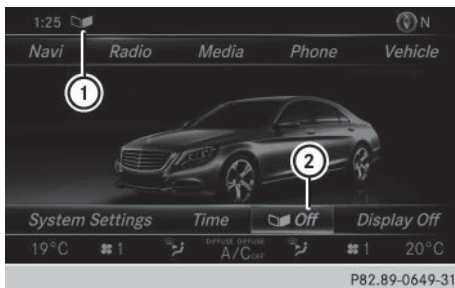 1:25 N
Navi Radio Media Phone Vehicle
1
2
System Settings Time Off Display Off
19°C 1 DIFFUSE DIFFUSE 1 20°C
A/C OFF
P82.89-0649-31